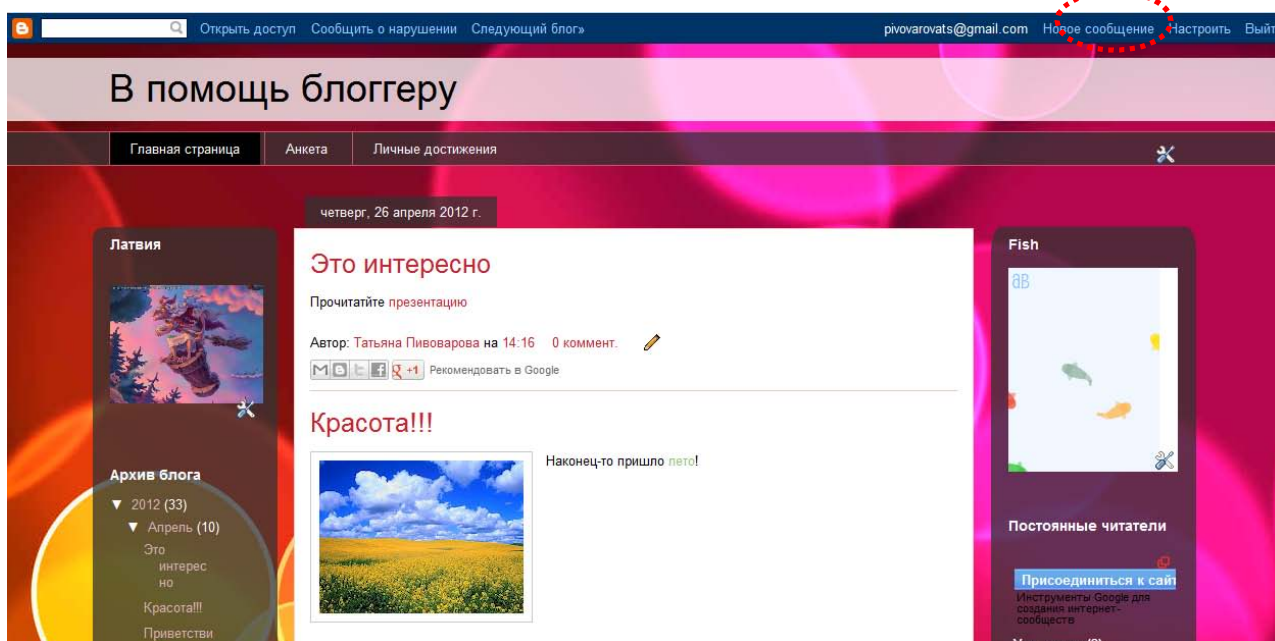 Открыть доступ Сообщить о нарушении Следующий блог» pivovarovats@gmail.com Новое сообщение Настроить Выйт
В помощь блоггеру
Главная страница Анкета Личные достижения
четверг, 26 апреля 2012 г.
Латвия
Архив блога
▼ 2012 (33)
▼ Апрель (10)
Это
интерес
но
Красота!!!
Приветстви
Это интересно
Прочитатйте презентацию
Автор: Татьяна Пивоварова на 14:16 0 коммент.
+1 Рекомендовать в Google
Красота!!!
Наконец-то пришло лето!
Fish
Постоянные читатели
Присоединиться к сайт
Инструменты Google для
создания интернет-
сообществ